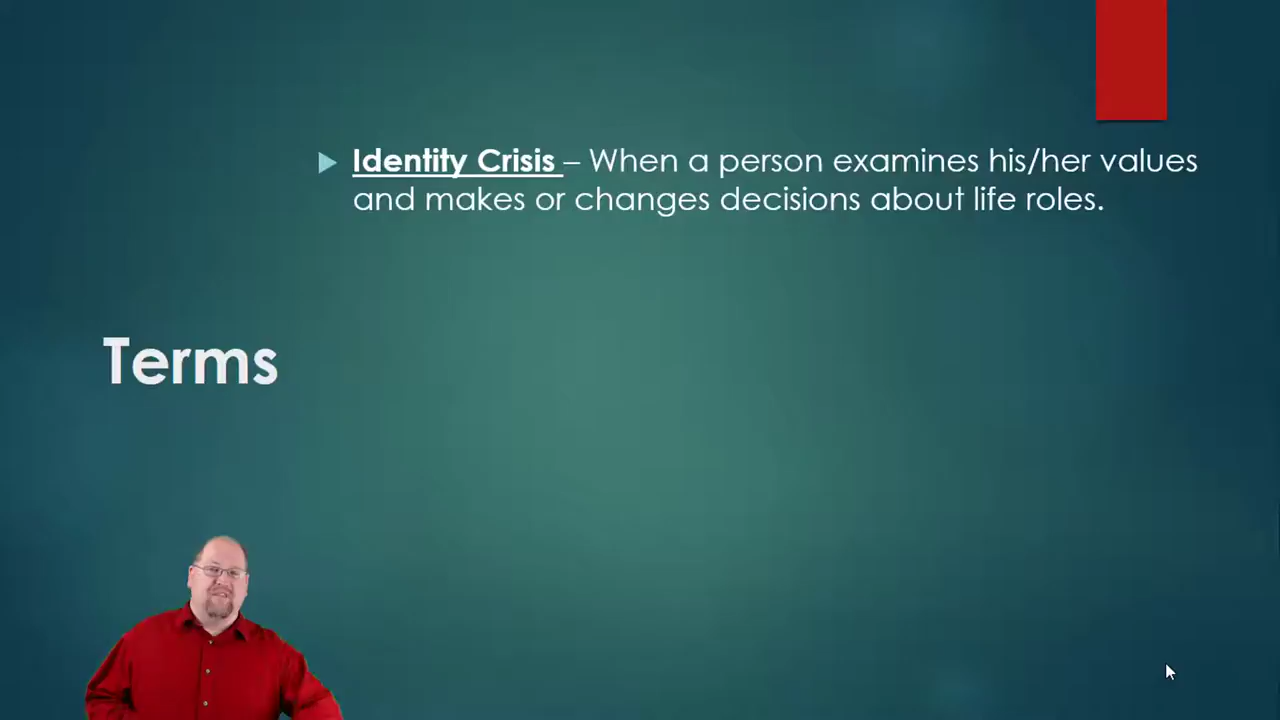 Identity Crisis – When a person examines his/her values
and makes or changes decisions about life roles.
Terms